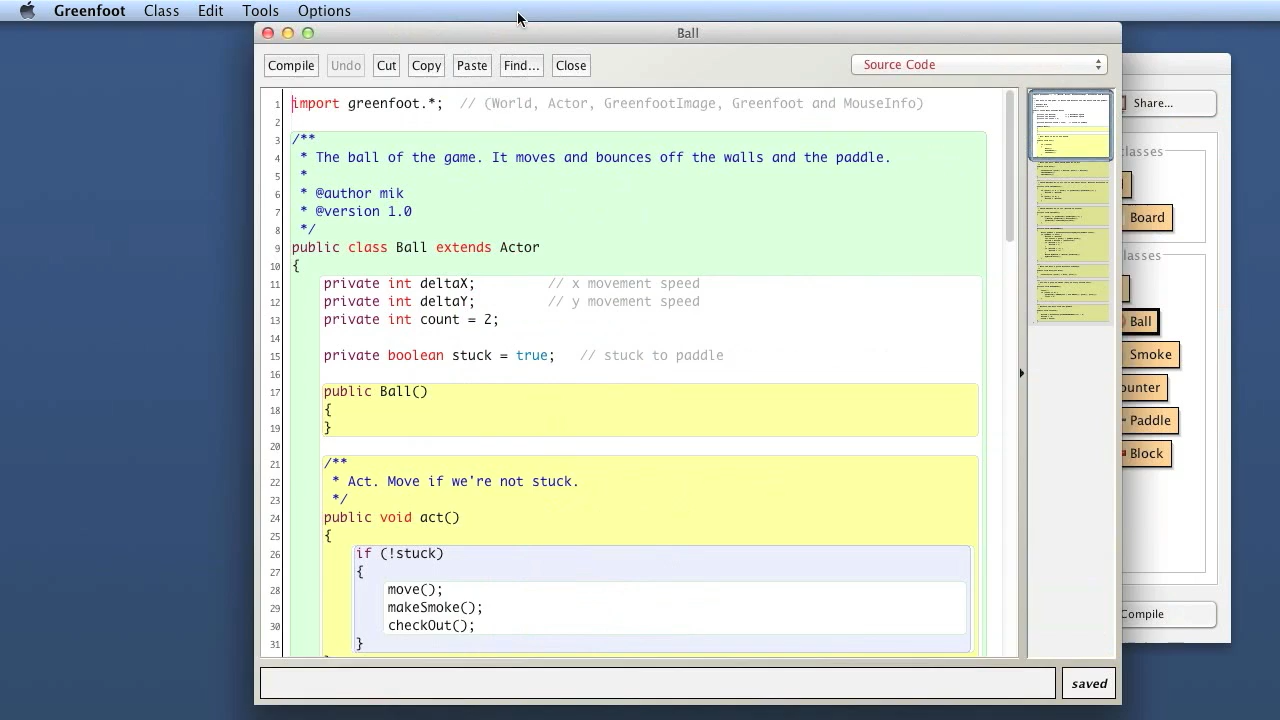 Greenfoot Class Edit Tools Options
Ball
Compile Undo Cut Copy Paste Find... Close Source Code
1 import greenfoot.*;  // (World, Actor, GreenfootImage, Greenfoot and MouseInfo)
2
3 /**
4 * The ball of the game. It moves and bounces off the walls and the paddle.
5 *
6 * @author mik
7 * @version 1.0
8 */
9 public class Ball extends Actor
10 {
11 private int deltaX; // x movement speed
12 private int deltaY; // y movement speed
13 private int count = 2;
14
15 private boolean stuck = true; // stuck to paddle
16
17 public Ball()
18 {
19 }
20
21 /**
22 * Act. Move if we're not stuck.
23 */
24 public void act()
25 {
26 if (!stuck)
27 {
28 move();
29 makeSmoke();
30 checkOut();
31 }
saved
Share...
lasses
Board
lasses
Ball
Smoke
ounter
Paddle
Block
Compile